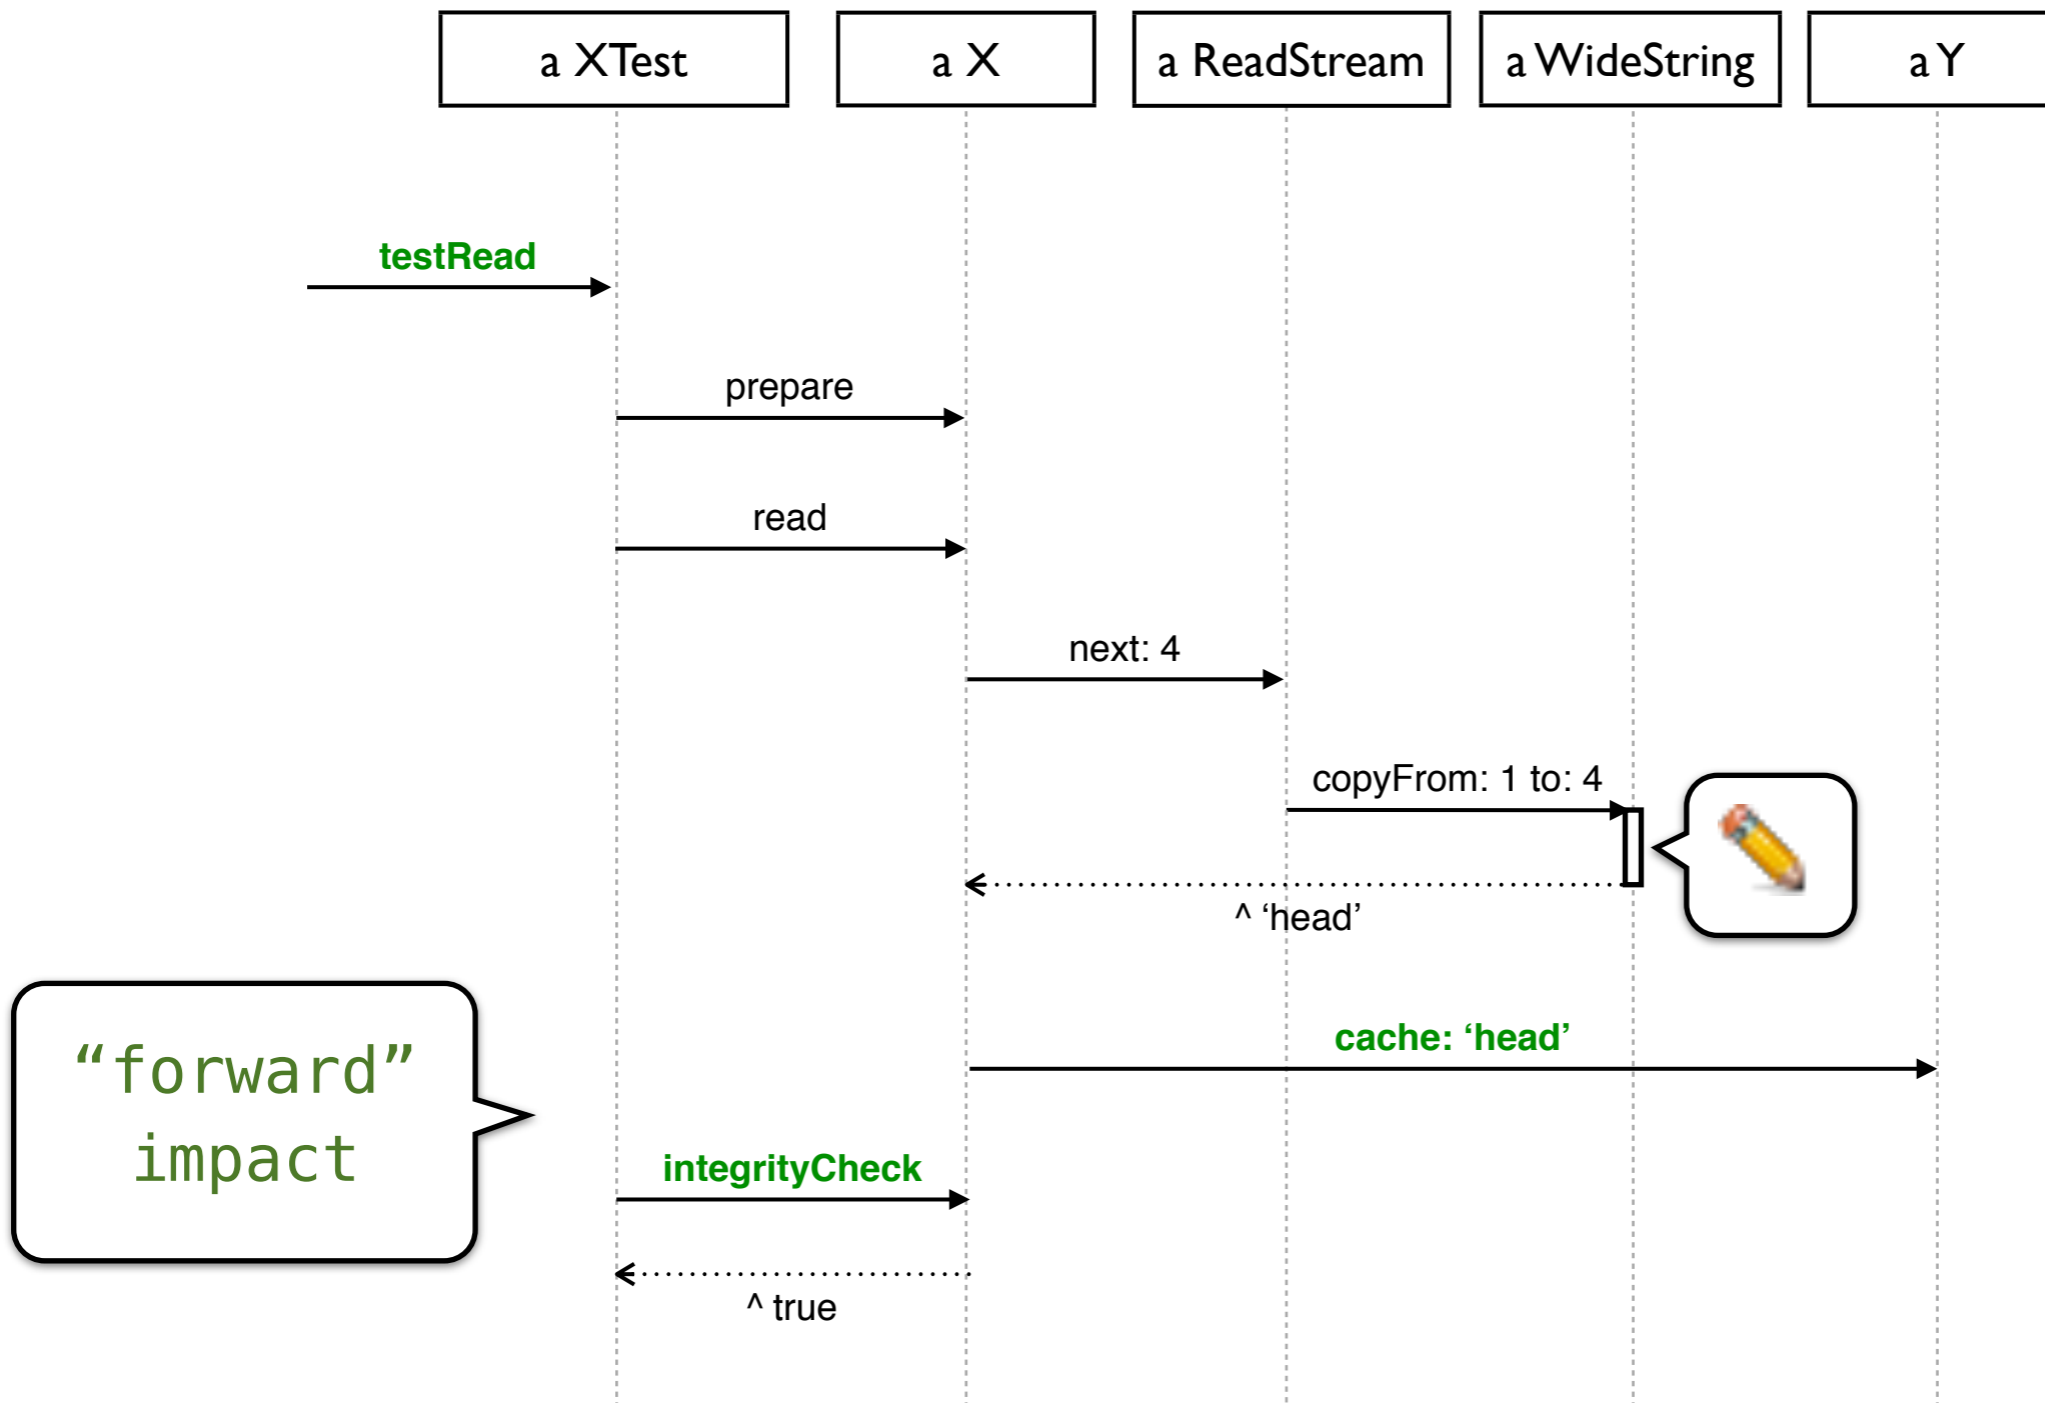 a XTest
a X
a ReadStream
a WideString
a Y
testRead
prepare
read
next: 4
copyFrom: 1 to: 4
^ ‘head’
cache: ‘head’
“forward”
impact
integrityCheck
^ true